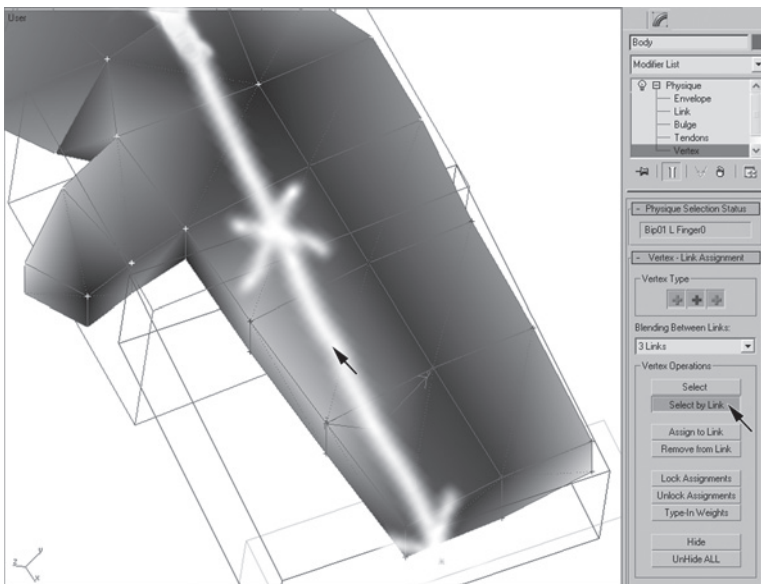 User
Body
Modifier List
Physique
Envelope
Link
Bulge
Tendons
Vertex
- Physique Selection Status
Bip01 L Finger0
- Vertex - Link Assignment
Vertex Type
Blending Between Links:
3 Links
Vertex Operations
Select
Select by Link
Assign to Link
Remove from Link
Lock Assignments
Unlock Assignments
Type-In Weights
Hide
UnHide ALL
z
y
x